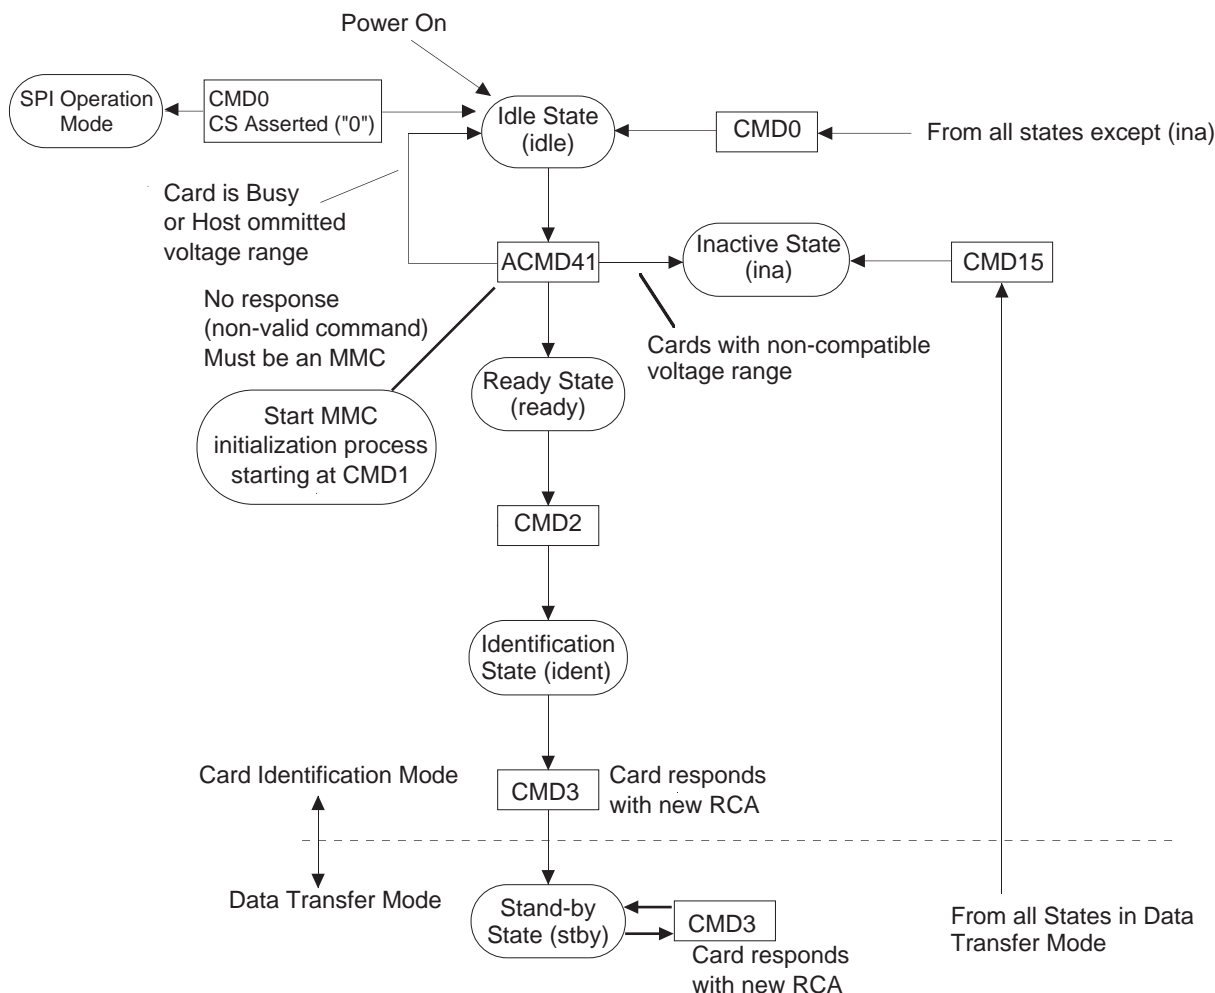 Power On
SPI Operation
Mode
CMD0
CS Asserted ("0")
Idle State
(idle)
CMD0
From all states except (ina)
Card is Busy
or Host ommitted
voltage range
ACMD41
Inactive State
(ina)
CMD15
No response
(non-valid command)
Must be an MMC
Cards with non-compatible
voltage range
Ready State
(ready)
Start MMC
initialization process
starting at CMD1
CMD2
Identification
State (ident)
Card Identification Mode
CMD3
Card responds
with new RCA
Data Transfer Mode
Stand-by
State (stby)
CMD3
Card responds
with new RCA
From all States in Data
Transfer Mode